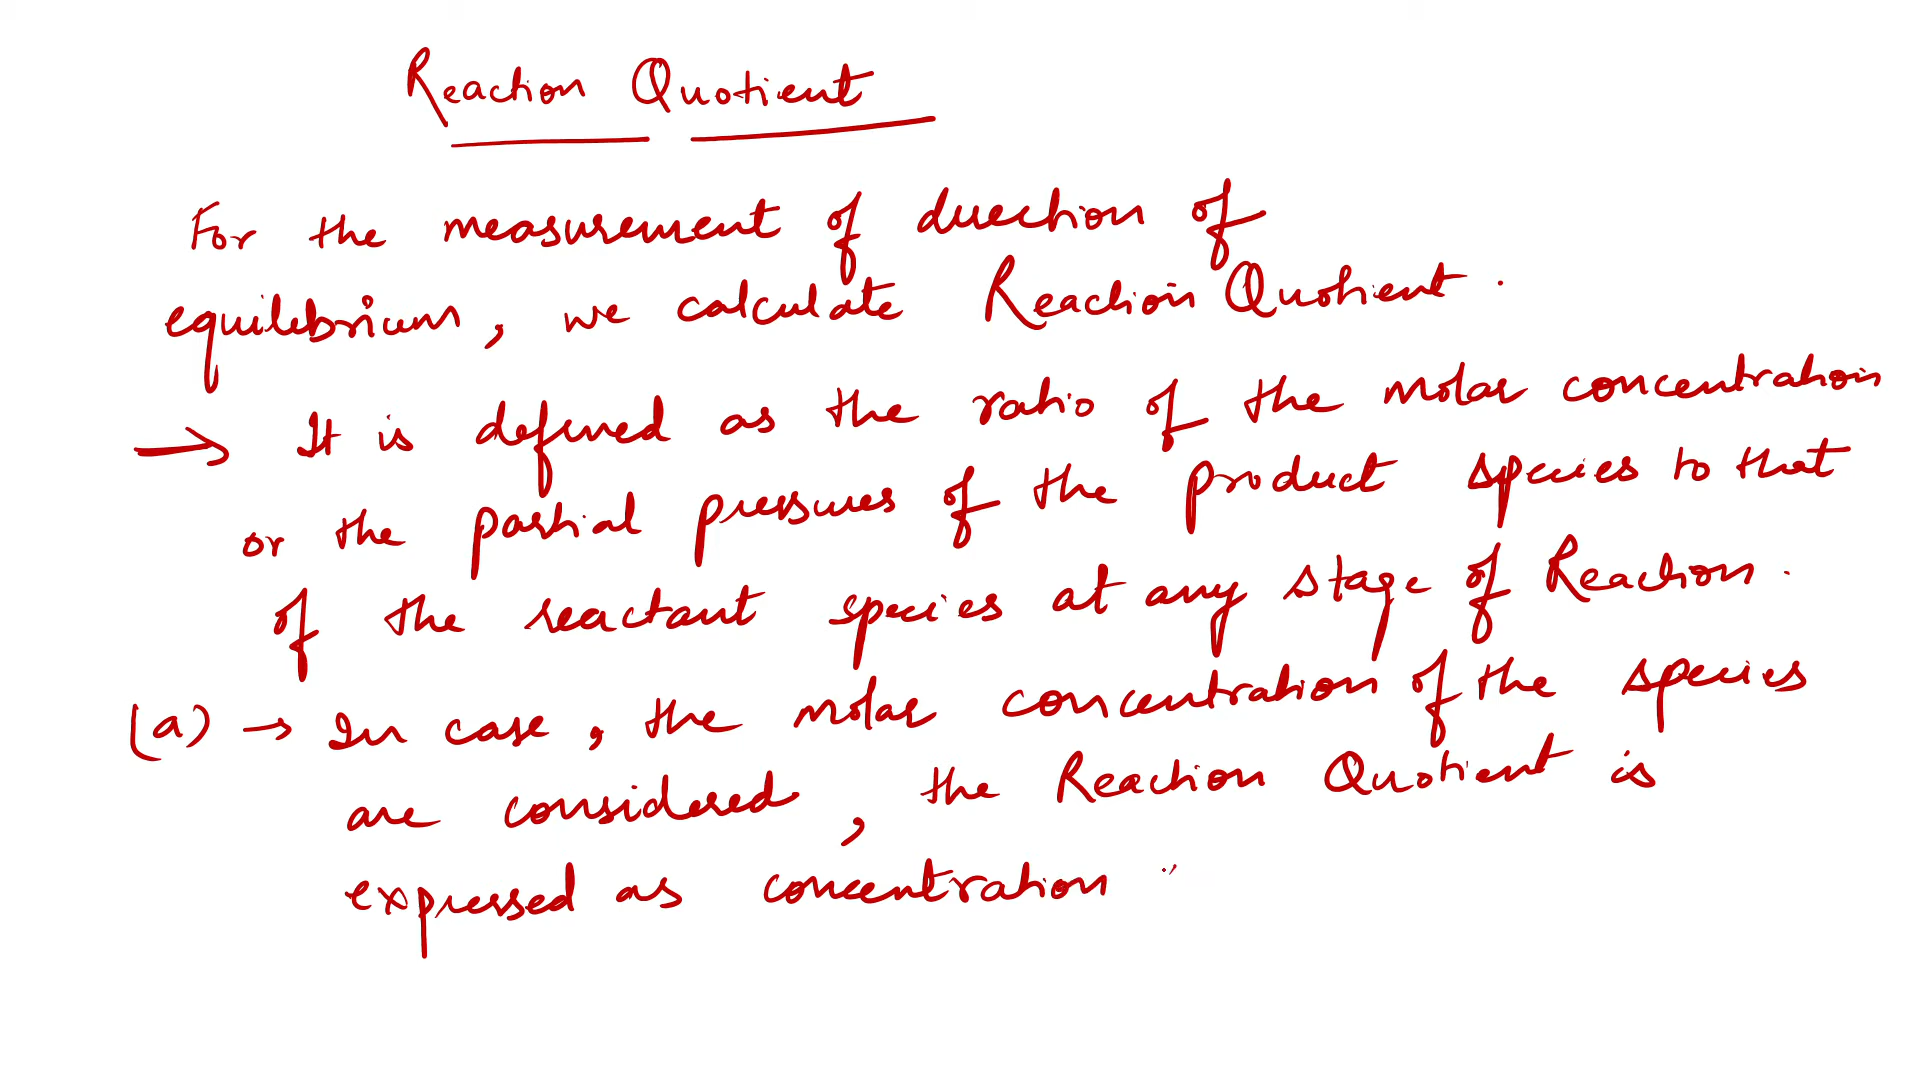 Reaction Quotient
For the measurement of direction of
equilibrium, we calculate Reaction Quotient.
→ It is defined as the ratio of the molar concentration
or the partial pressures of the product species to that
of the reactant species at any stage of Reaction.
(a) → In case, the molar concentration of the species
are considered, the Reaction Quotient is
expressed as concentration